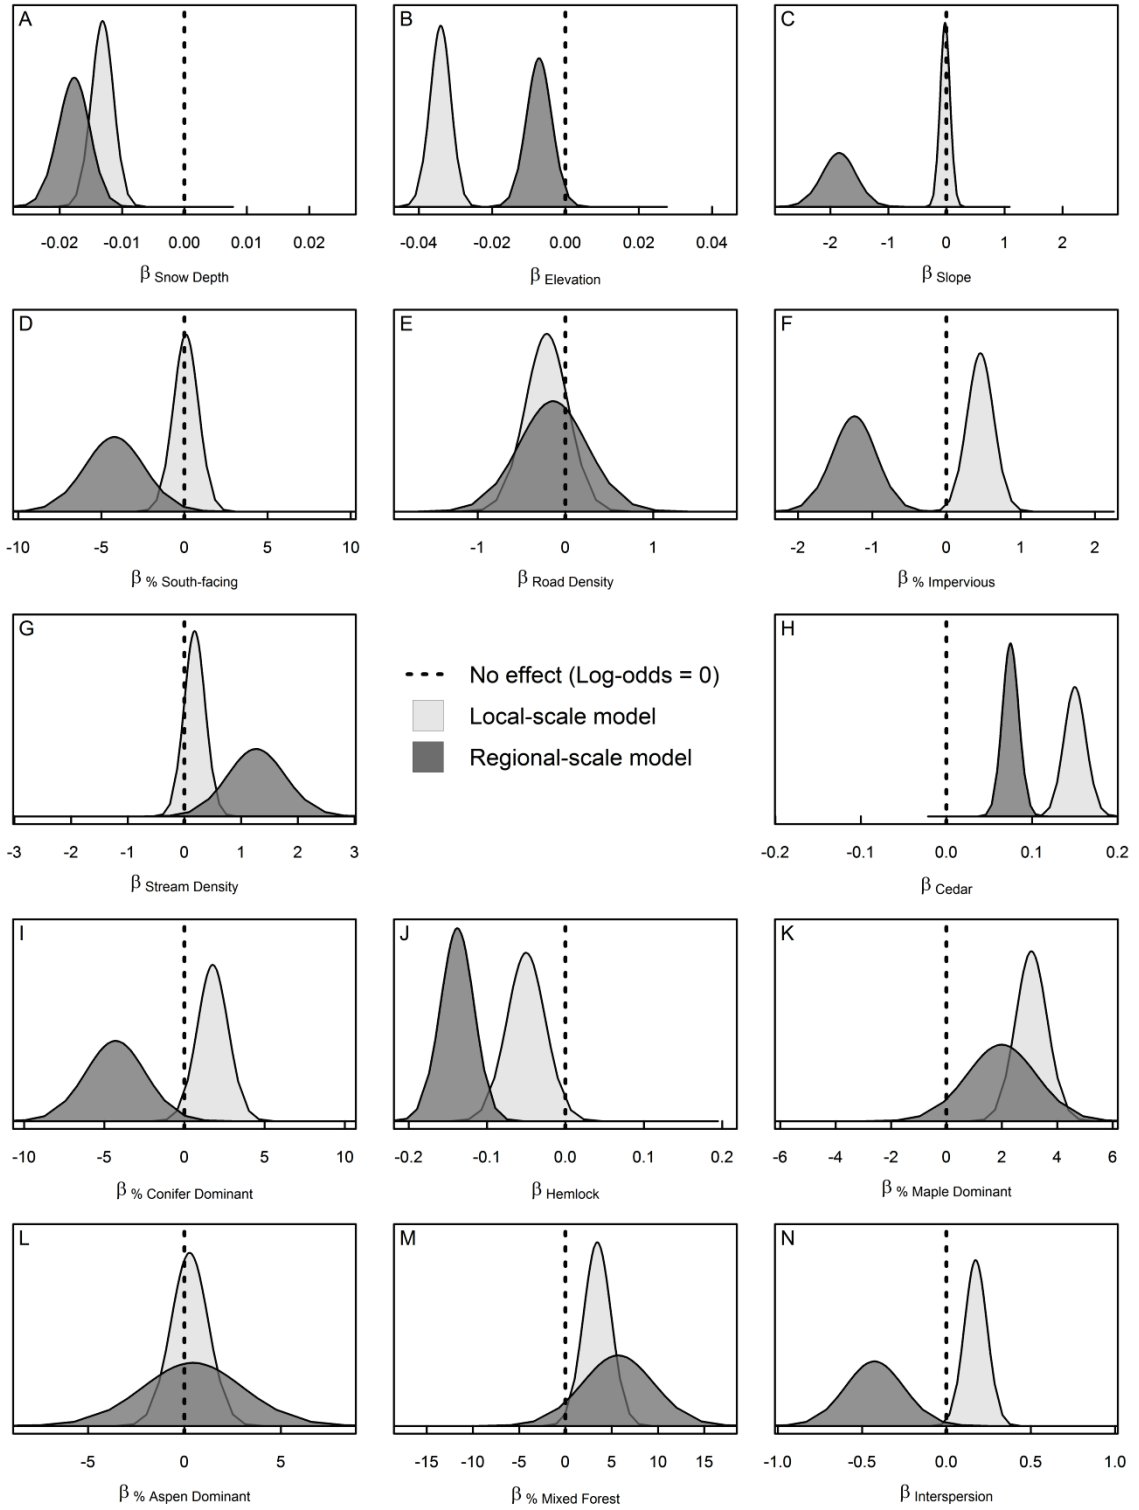 A
B
C
-0.02 -0.01 0.00 0.01 0.02
-0.04 -0.02 0.00 0.02 0.04
-2 -1 0 1 2
β Snow Depth
β Elevation
β Slope
D
E
F
-10 -5 0 5 10
-1 0 1
-2 -1 0 1 2
β % South-facing
β Road Density
β % Impervious
G
H
No effect (Log-odds = 0)
Local-scale model
Regional-scale model
-3 -2 -1 0 1 2 3
-0.2 -0.1 0.0 0.1 0.2
β Stream Density
β Cedar
I
J
K
-10 -5 0 5 10
-0.2 -0.1 0.0 0.1 0.2
-6 -4 -2 0 2 4 6
β % Conifer Dominant
β Hemlock
β % Maple Dominant
L
M
N
-5 0 5
-15 -10 -5 0 5 10 15
-1.0 -0.5 0.0 0.5 1.0
β % Aspen Dominant
β % Mixed Forest
β Interspersion